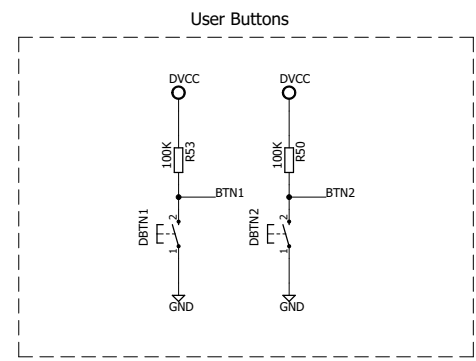 User Buttons
DVCC DVCC
100K R53 100K R50
BTN1 BTN2
DBTN1 2 1 DBTN2 2 1
GND GND